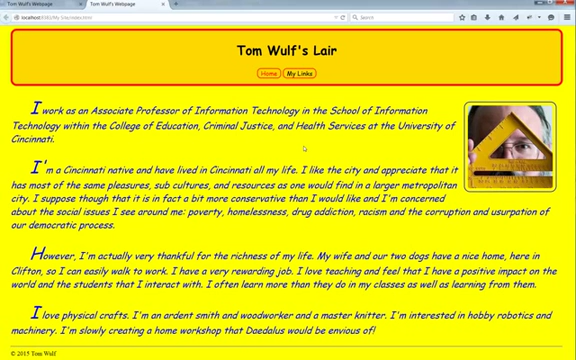 Tom Wulf's Webpage
Tom Wulf's Webpage
localhost:8383/My Site/index.html
Search
Tom Wulf's Lair
Home My Links
I work as an Associate Professor of Information Technology in the School of Information
Technology within the College of Education, Criminal Justice, and Health Services at the University of
Cincinnati.
I'm a Cincinnati native and have lived in Cincinnati all my life. I like the city and appreciate that it
has most of the same pleasures, sub cultures, and resources as one would find in a larger metropolitan
city. I suppose though that it is in fact a bit more conservative than I would like and I'm concerned
about the social issues I see around me: poverty, homelessness, drug addiction, racism and the corruption and usurpation of
our democratic process.
However, I'm actually very thankful for the richness of my life. My wife and our two dogs have a nice home, here in
Clifton, so I can easily walk to work. I have a very rewarding job. I love teaching and feel that I have a positive impact on the
world and the students that I interact with. I often learn more than they do in my classes as well as learning from them.
I love physical crafts. I'm an ardent smith and woodworker and a master knitter. I'm interested in hobby robotics and
machinery. I'm slowly creating a home workshop that Daedalus would be envious of!
© 2015 Tom Wulf